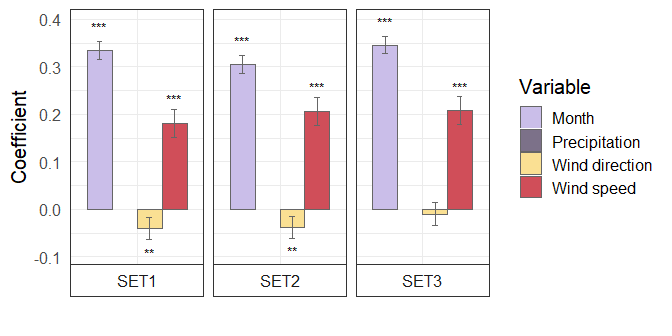 Coefficient
0.4
0.3
0.2
0.1
0.0
-0.1
***
***
**
***
***
**
***
***
SET1
SET2
SET3
Variable
Month
Precipitation
Wind direction
Wind speed